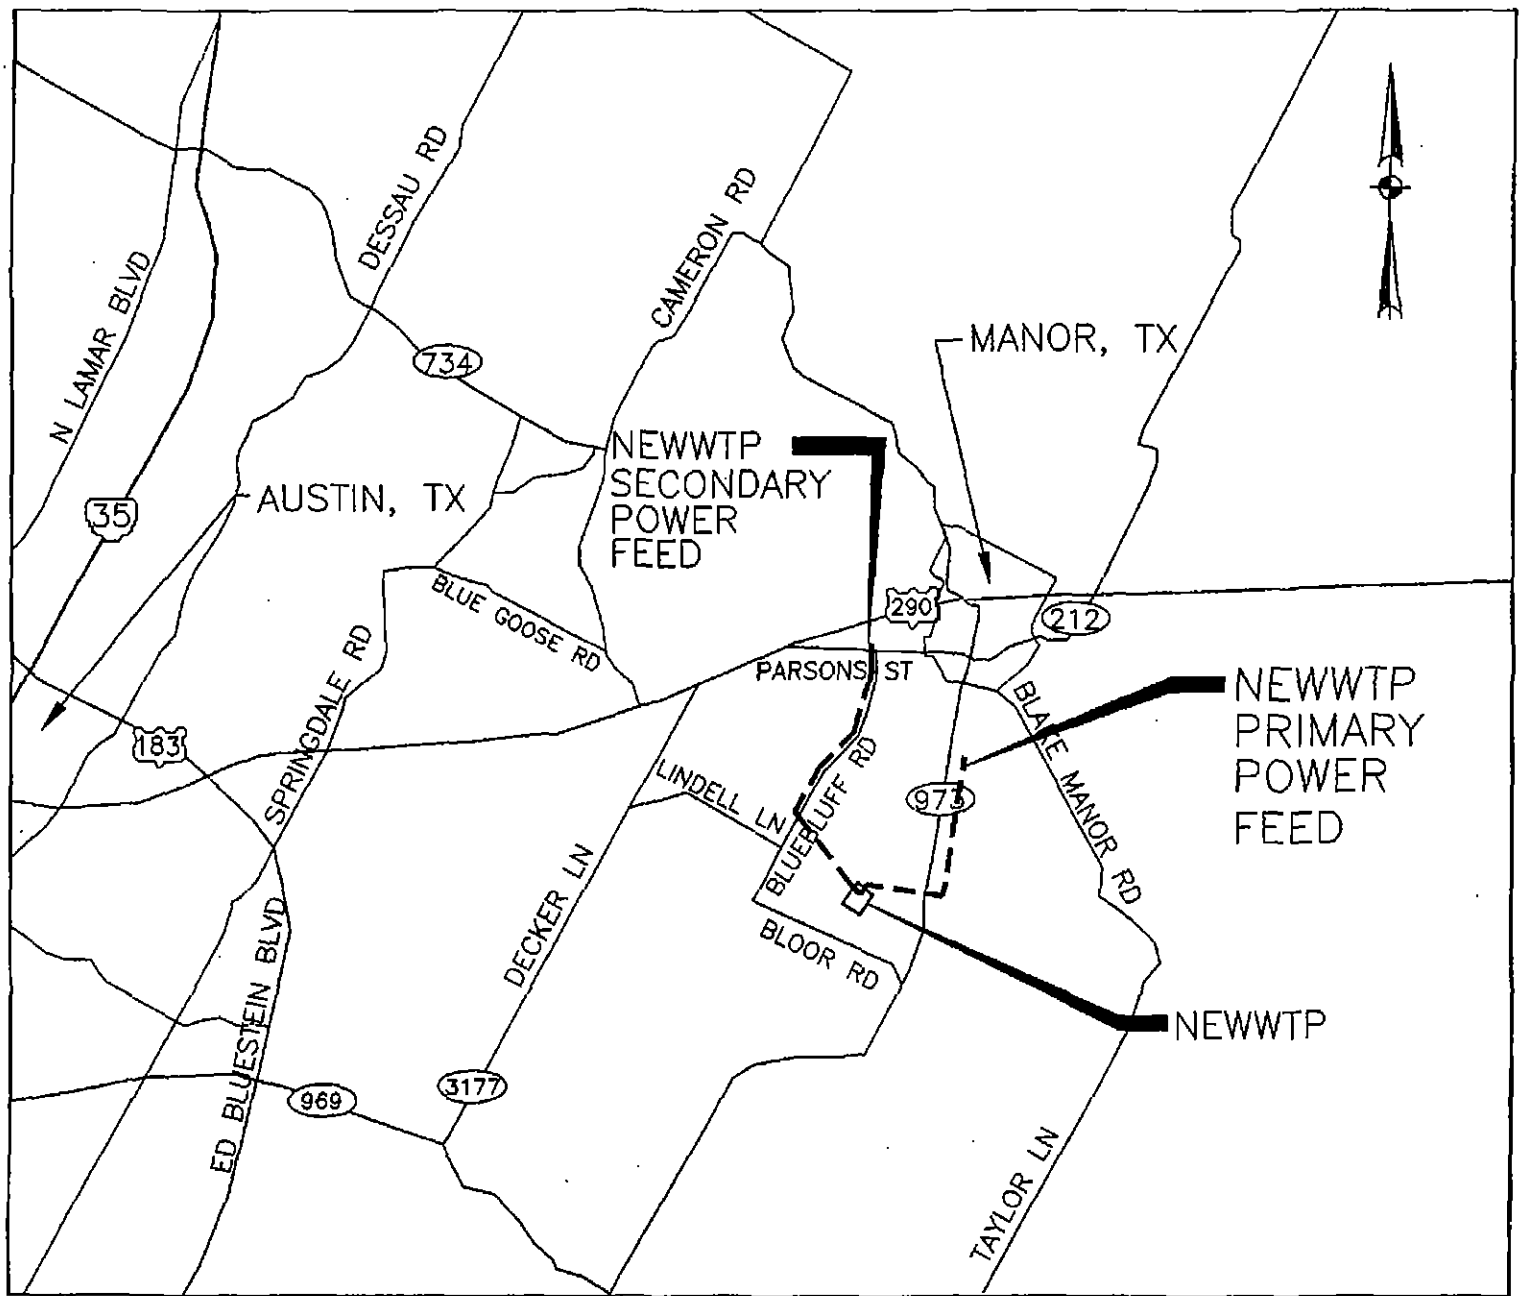 DESSAU RD
CAMERON RD
N LAMAR BLVD
734
MANOR, TX
NEWWTP
SECONDARY
POWER
FEED
AUSTIN, TX
35
BLUE GOOSE RD
290
212
SPRINGDALE RD
PARSONS ST
183
NEWWTP
PRIMARY
POWER
FEED
BLAKE MANOR RD
LINDELL LN
BLUEBLUFF RD
973
DECKER LN
BLOOR RD
ED BLUESTEIN BLVD
NEWWTP
3177
969
TAYLOR LN